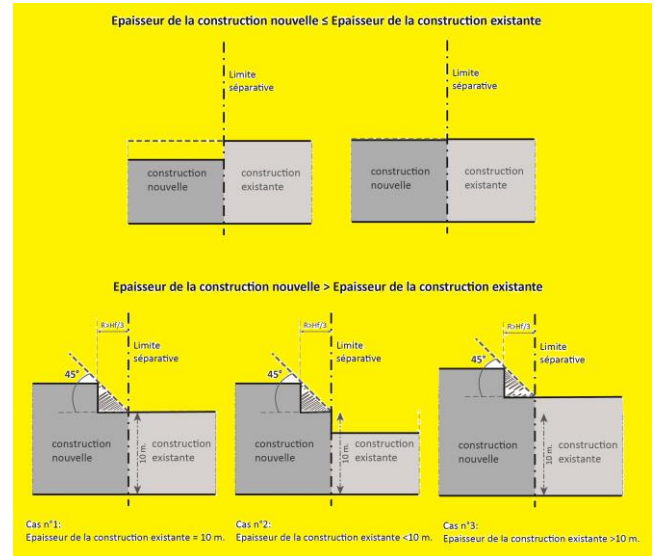 Epaisseur de la construction nouvelle ≤ Epaisseur de la construction existante
Limite
séparative
Limite
séparative
construction
nouvelle
construction
existante
construction
nouvelle
construction
existante
Epaisseur de la construction nouvelle > Epaisseur de la construction existante
R>Hf/3
Limite
séparative
45°
construction
nouvelle
10 m.
construction
existante
R>Hf/3
Limite
séparative
45°
construction
nouvelle
10 m.
construction
existante
R>Hf/3
Limite
séparative
45°
construction
nouvelle
10 m.
construction
existante
Cas n°1:
Epaisseur de la construction existante = 10 m.
Cas n°2:
Epaisseur de la construction existante <10 m.
Cas n°3:
Epaisseur de la construction existante >10 m.